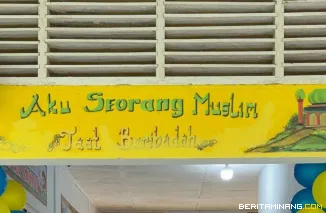 Aku Seorang Muslim
Taat Beribadah
BERITAMINANG.COM